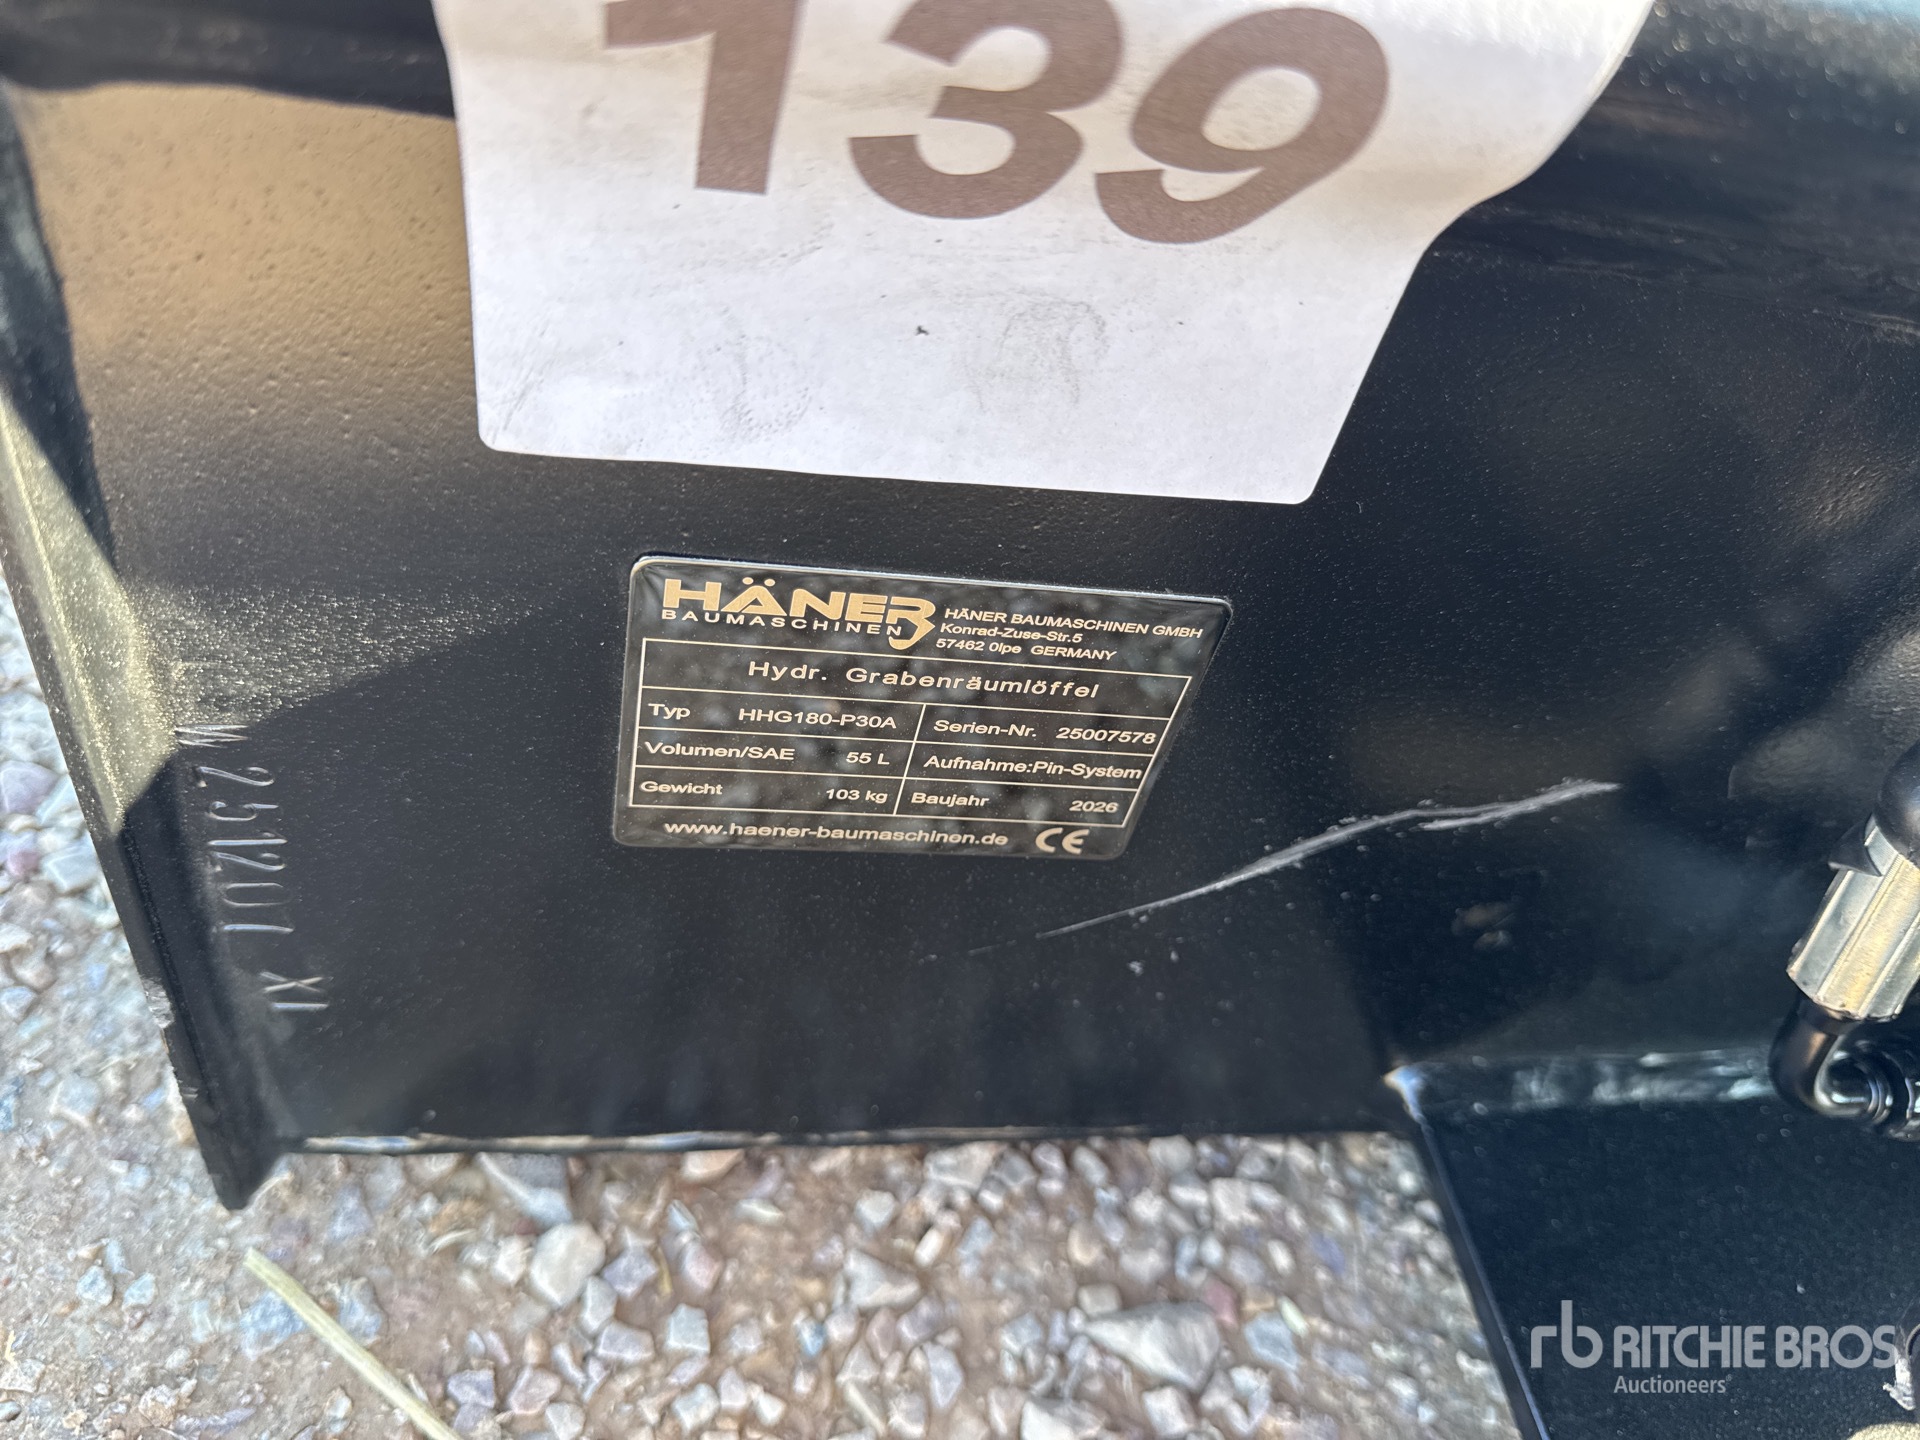 139
HÄNER
BAUMASCHINEN
HÄNER BAUMASCHINEN GMBH
Konrad-Zuse-Str.5
57462 Olpe GERMANY
Hydr. Grabenräumlöffel
Typ HHG180-P30A Serien-Nr. 25007578
Volumen/SAE 55 L Aufnahme:Pin-System
Gewicht 103 kg Baujahr 2026
www.haener-baumaschinen.de CE
rb RITCHIE BROS
Auctioneers